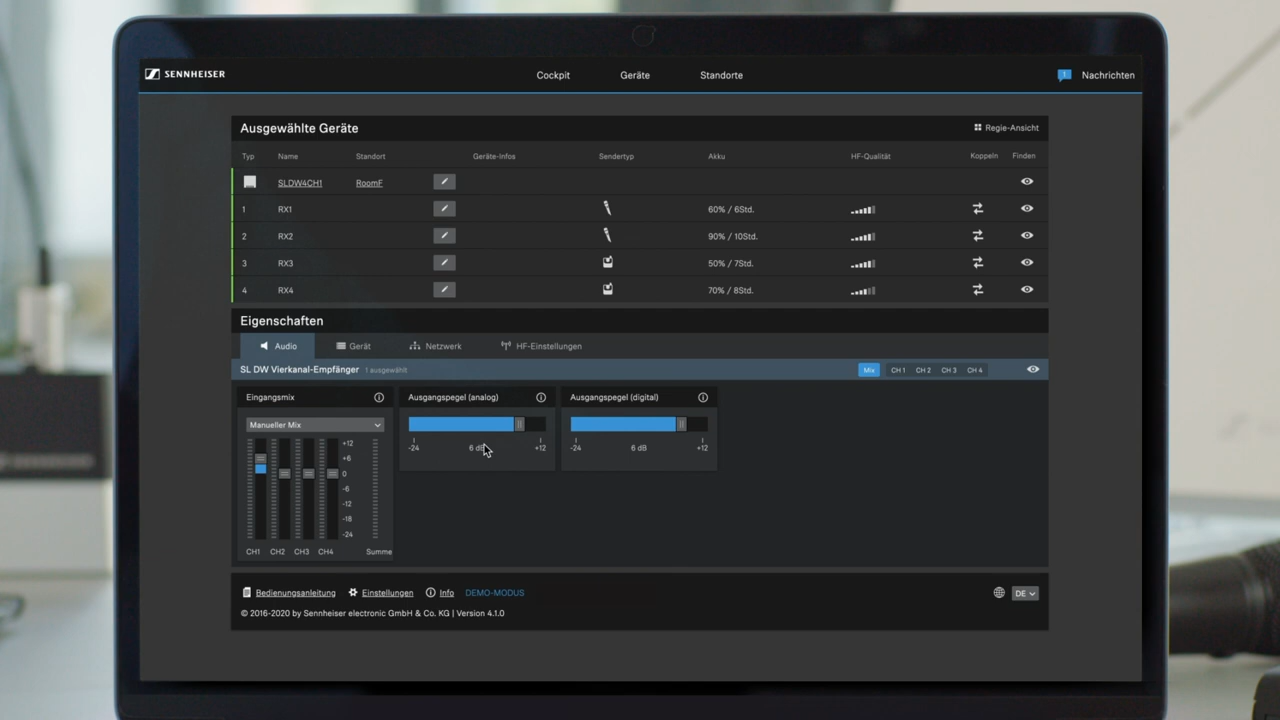 SENNHEISER
Cockpit Geräte Standorte
1 Nachrichten
Ausgewählte Geräte Regie-Ansicht
Typ Name Standort Geräte-Infos Sendertyp Akku HF-Qualität Koppeln Finden
SLDW4CH1 RoomF
1 RX1 60% / 6Std.
2 RX2 90% / 10Std.
3 RX3 50% / 7Std.
4 RX4 70% / 8Std.
Eigenschaften
Audio Gerät Netzwerk HF-Einstellungen
SL DW Vierkanal-Empfänger 1 ausgewählt Mix CH 1 CH 2 CH 3 CH 4
Eingangsmix Ausgangspegel (analog) Ausgangspegel (digital)
Manueller Mix
-24 6 dB +12 -24 6 dB +12
+12
+6
0
-6
-12
-18
-24
CH1 CH2 CH3 CH4 Summe
Bedienungsanleitung Einstellungen Info DEMO-MODUS DE
© 2016-2020 by Sennheiser electronic GmbH & Co. KG | Version 4.1.0